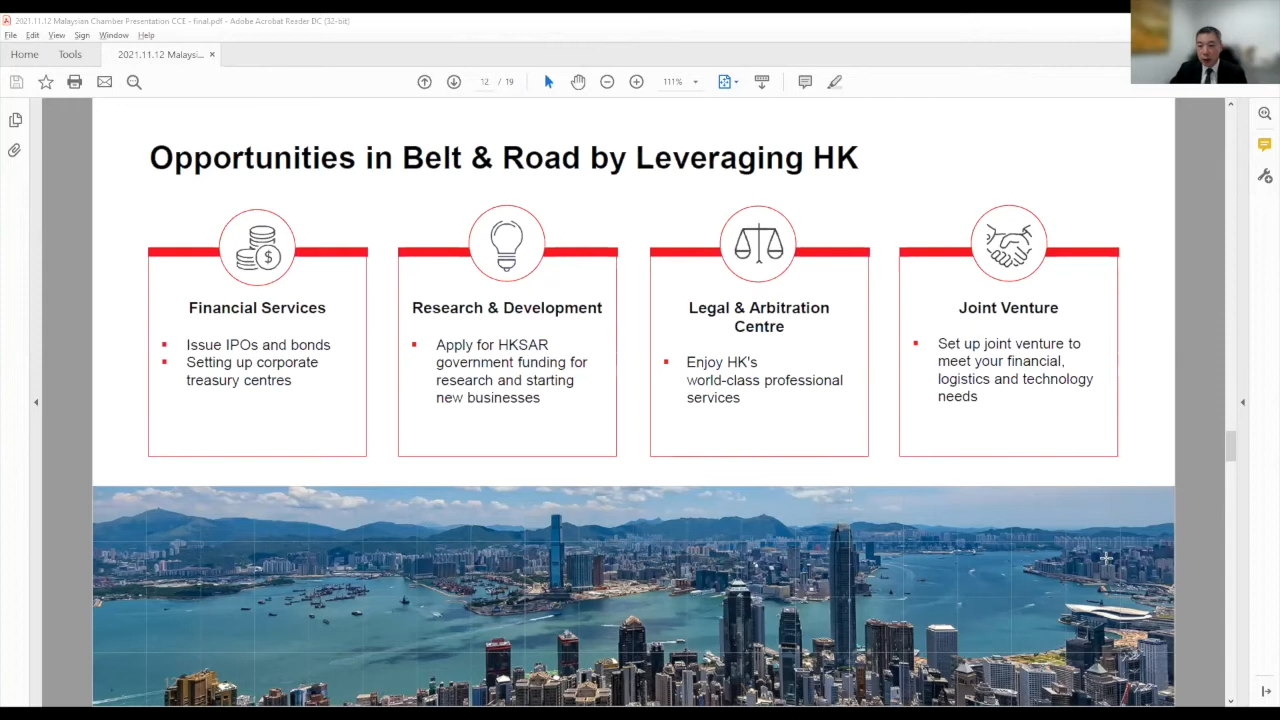 2021.11.12 Malaysian Chamber Presentation CCE - final.pdf - Adobe Acrobat Reader DC (32-bit)
File Edit View Sign Window Help
Home Tools 2021.11.12 Malaysi... ×
12 / 19 111%
Opportunities in Belt & Road by Leveraging HK
$
Financial Services
Issue IPOs and bonds
Setting up corporate
treasury centres
Research & Development
Apply for HKSAR
government funding for
research and starting
new businesses
Legal & Arbitration
Centre
Enjoy HK's
world-class professional
services
Joint Venture
Set up joint venture to
meet your financial,
logistics and technology
needs